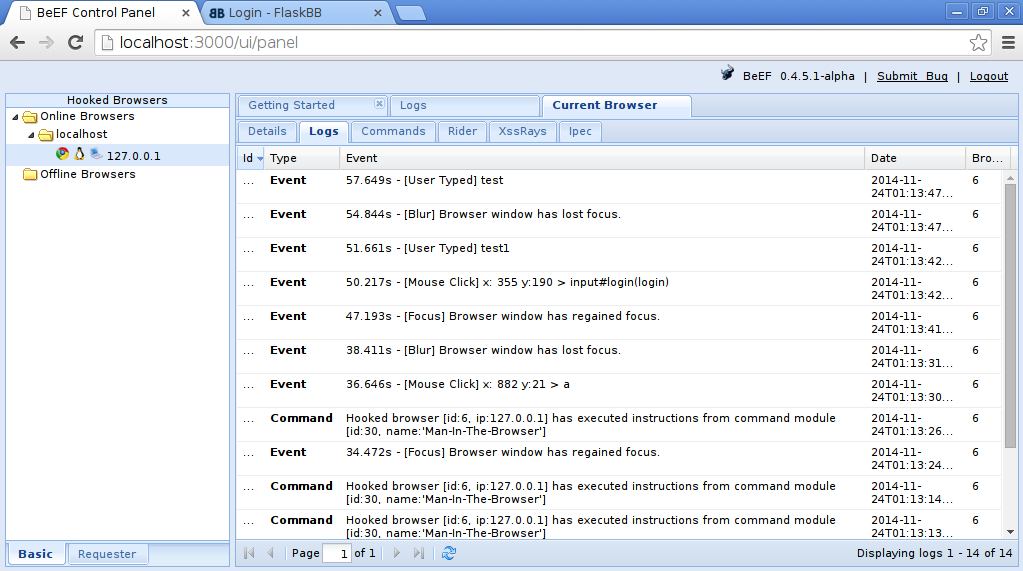 BeEF Control Panel
Login - FlaskBB
localhost:3000/ui/panel
BeEF 0.4.5.1-alpha | Submit Bug | Logout
Hooked Browsers
Online Browsers
localhost
127.0.0.1
Offline Browsers
Basic
Requester
Getting Started
Logs
Current Browser
Details
Logs
Commands
Rider
XssRays
Ipec
Id Type Event Date Bro...
... Event 57.649s - [User Typed] test 2014-11- 6
24T01:13:47...
... Event 54.844s - [Blur] Browser window has lost focus. 2014-11- 6
24T01:13:47...
... Event 51.661s - [User Typed] test1 2014-11- 6
24T01:13:42...
... Event 50.217s - [Mouse Click] x: 355 y:190 > input#login(login) 2014-11- 6
24T01:13:42...
... Event 47.193s - [Focus] Browser window has regained focus. 2014-11- 6
24T01:13:41...
... Event 38.411s - [Blur] Browser window has lost focus. 2014-11- 6
24T01:13:31...
... Event 36.646s - [Mouse Click] x: 882 y:21 > a 2014-11- 6
24T01:13:30...
... Command Hooked browser [id:6, ip:127.0.0.1] has executed instructions from command module 2014-11- 6
[id:30, name:'Man-In-The-Browser'] 24T01:13:26...
... Event 34.472s - [Focus] Browser window has regained focus. 2014-11- 6
24T01:13:24...
... Command Hooked browser [id:6, ip:127.0.0.1] has executed instructions from command module 2014-11- 6
[id:30, name:'Man-In-The-Browser'] 24T01:13:14...
... Command Hooked browser [id:6, ip:127.0.0.1] has executed instructions from command module 2014-11- 6
[id:30, name:'Man-In-The-Browser'] 24T01:13:13...
Page 1 of 1
Displaying logs 1 - 14 of 14